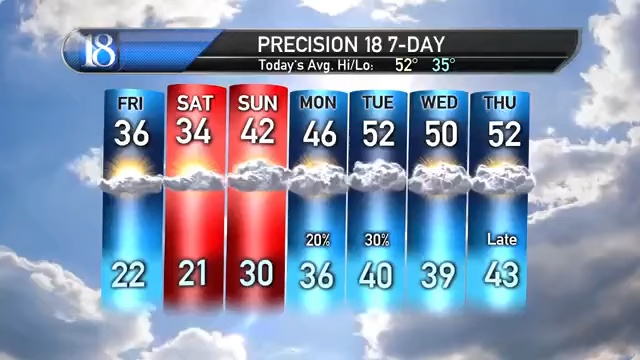 18
PRECISION 18 7-DAY
Today's Avg. Hi/Lo: 52° 35°
FRI SAT SUN MON TUE WED THU
36 34 42 46 52 50 52
20% 30% Late
22 21 30 36 40 39 43